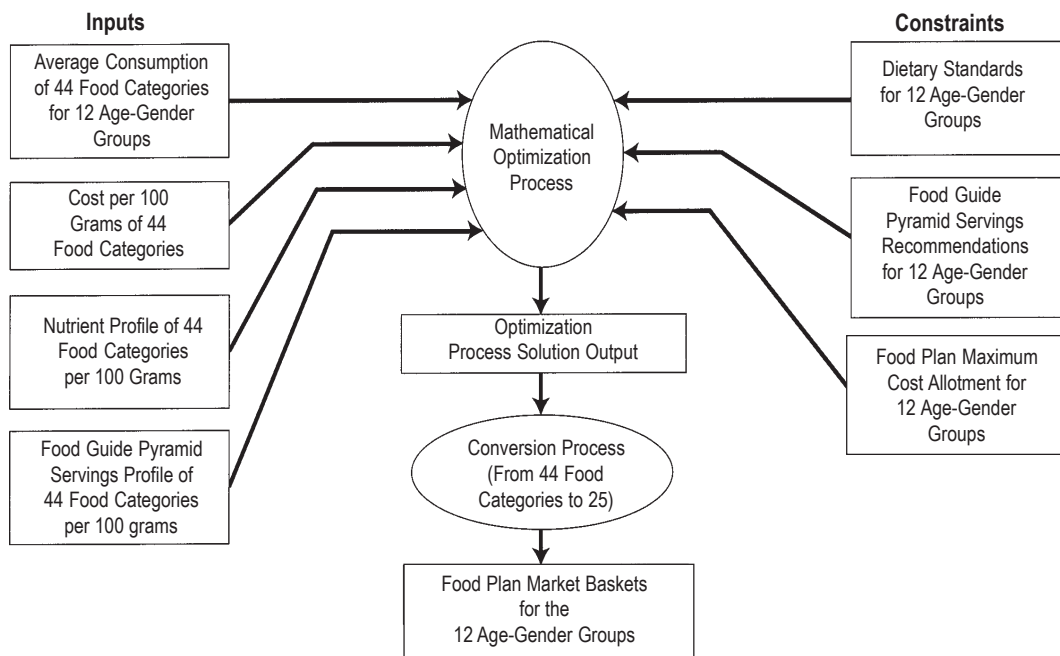 Inputs
Average Consumption
of 44 Food Categories
for 12 Age-Gender
Groups
Cost per 100
Grams of 44
Food Categories
Nutrient Profile of 44
Food Categories
per 100 Grams
Food Guide Pyramid
Servings Profile of
44 Food Categories
per 100 grams
Mathematical
Optimization
Process
Optimization
Process Solution Output
Conversion Process
(From 44 Food
Categories to 25)
Food Plan Market Baskets
for the
12 Age-Gender Groups
Constraints
Dietary Standards
for 12 Age-Gender
Groups
Food Guide
Pyramid Servings
Recommendations
for 12 Age-Gender
Groups
Food Plan Maximum
Cost Allotment for
12 Age-Gender
Groups